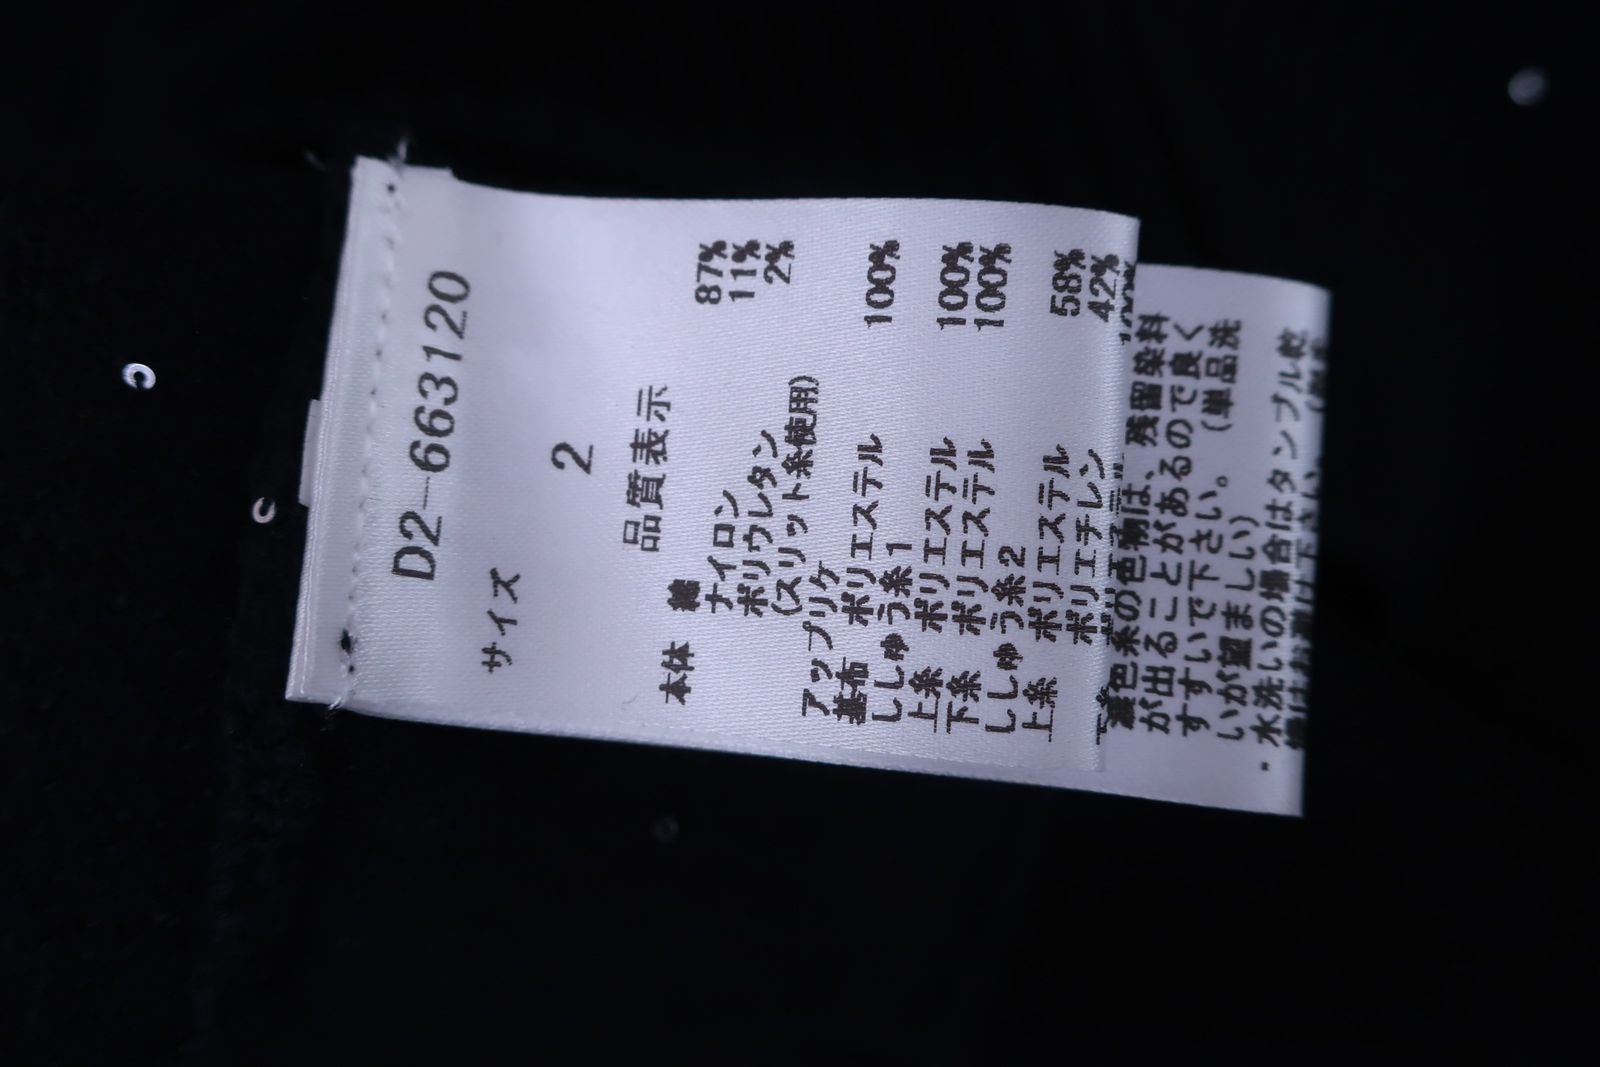 D2-663120
サイズ 2
品質表示
本体 綿 87%
ナイロン 11%
ポリウレタン 2%
(スリット糸使用)
アップリケ
基布 ポリエステル 100%
ししゅう糸1
上糸 ポリエステル 100%
下糸 ポリエステル 100%
ししゅう糸2
上糸 ポリエステル 58%
ポリエチレン 42%
濃色系の色物は、残留染料
が出ることがあるので良く
すすいで下さい。(単品洗
いが望ましい)
・水洗いの場合はタンブル乾